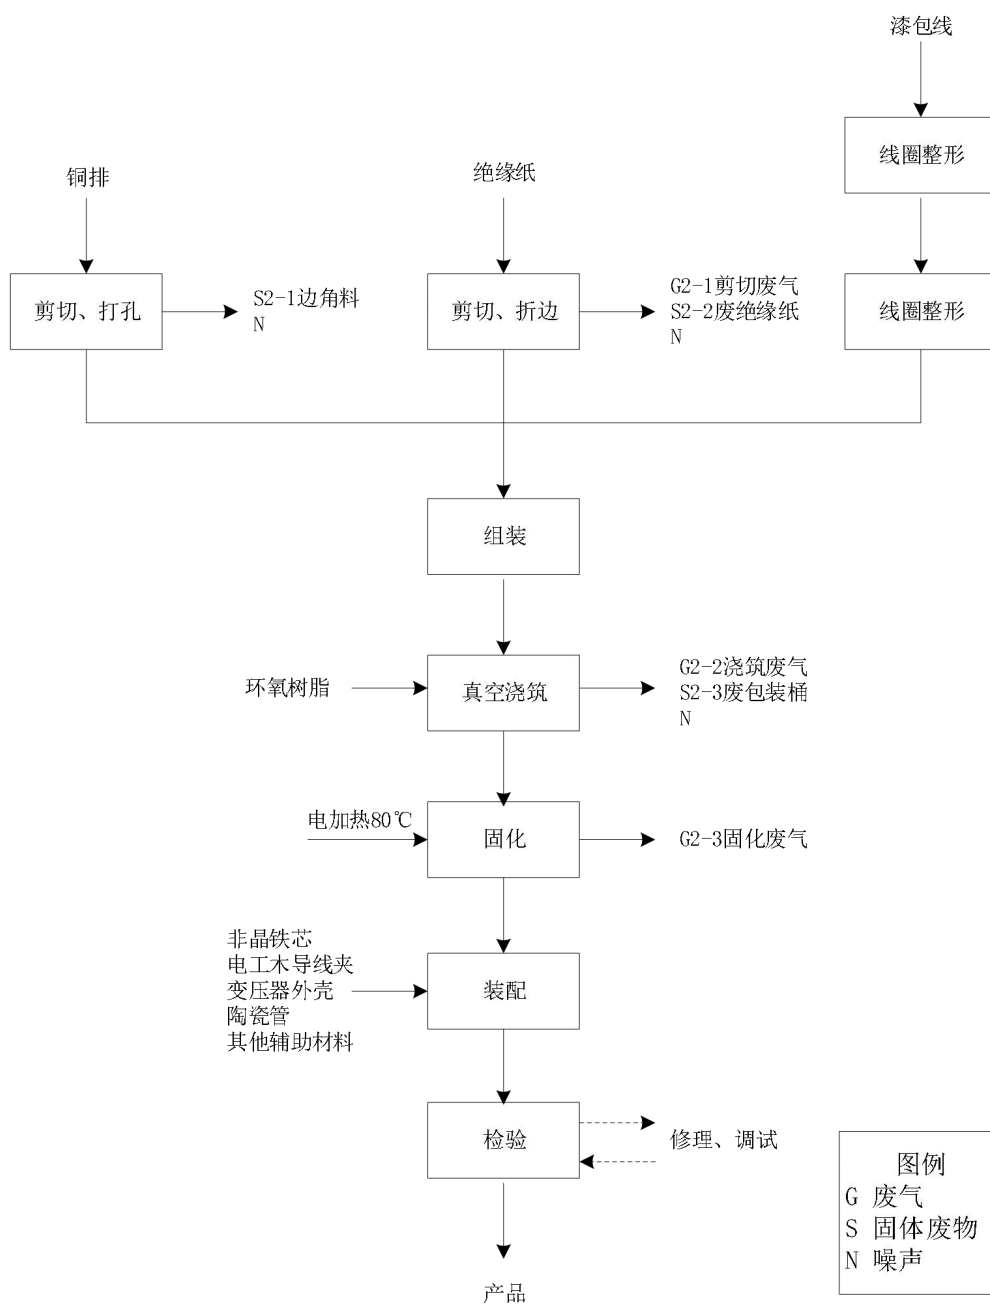 漆包线
线圈整形
铜排
绝缘纸
剪切、打孔
S2-1边角料
N
剪切、折边
G2-1剪切废气
S2-2废绝缘纸
N
线圈整形
组装
环氧树脂
真空浇筑
G2-2浇筑废气
S2-3废包装桶
N
电加热80℃
固化
G2-3固化废气
非晶铁芯
电工木导线夹
变压器外壳
陶瓷管
其他辅助材料
装配
检验
修理、调试
产品
图例
G 废气
S 固体废物
N 噪声